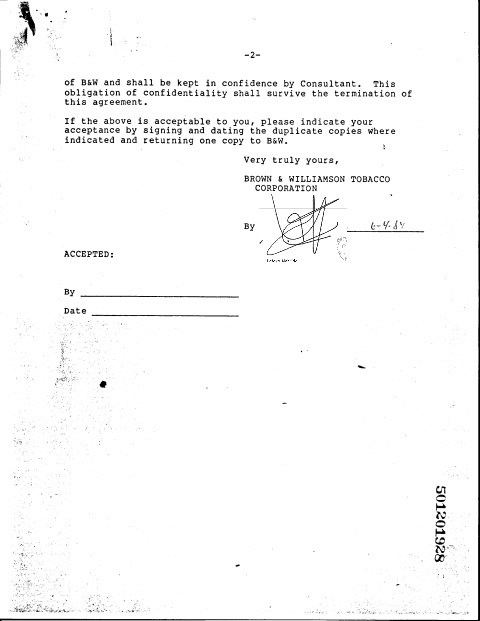 -2-
of B&W and shall be kept in confidence by Consultant. This
obligation of confidentiality shall survive the termination of
this agreement.
If the above is acceptable to you, please indicate your
acceptance by signing and dating the duplicate copies where
indicated and returning one copy to B&W.
Very truly yours,
BROWN & WILLIAMSON TOBACCO
CORPORATION
By 6-4-84
ACCEPTED:
By
Date
501201928